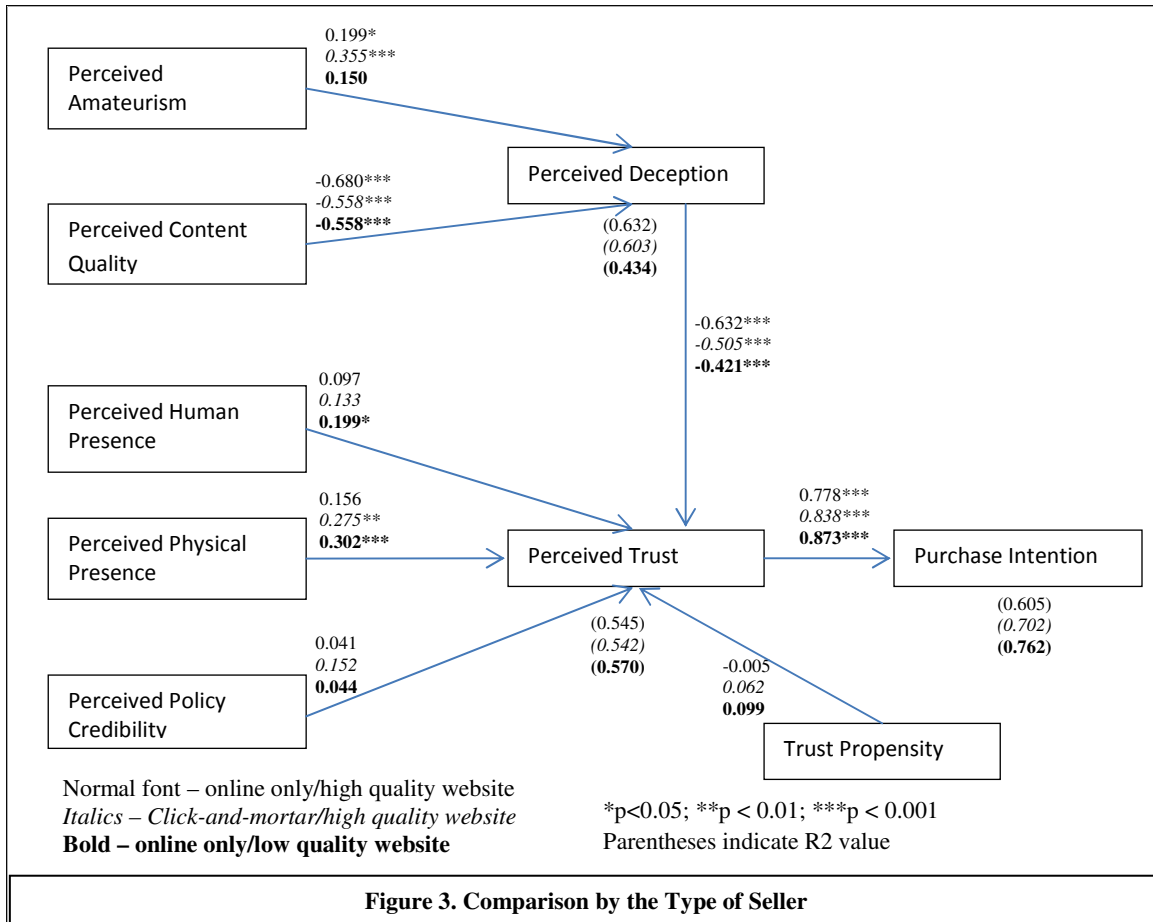 0.199*
0.355***
0.150
Perceived
Amateurism
Perceived Deception
-0.680***
-0.558***
-0.558***
Perceived Content
Quality
(0.632)
(0.603)
(0.434)
-0.632***
-0.505***
-0.421***
0.097
0.133
0.199*
Perceived Human
Presence
0.156
0.275**
0.302***
Perceived Physical
Presence
Perceived Trust
0.778***
0.838***
0.873***
Purchase Intention
(0.605)
(0.702)
(0.762)
0.041
0.152
0.044
(0.545)
(0.542)
(0.570)
-0.005
0.062
0.099
Perceived Policy
Credibility
Trust Propensity
Normal font – online only/high quality website
Italics – Click-and-mortar/high quality website
Bold – online only/low quality website
*p<0.05; **p < 0.01; ***p < 0.001
Parentheses indicate R2 value
Figure 3. Comparison by the Type of Seller